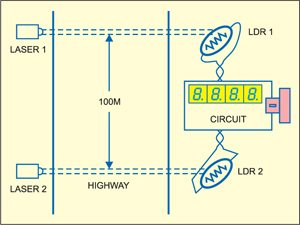 LASER 1
LDR 1
8.8.8.8.
100M
CIRCUIT
LASER 2
HIGHWAY
LDR 2